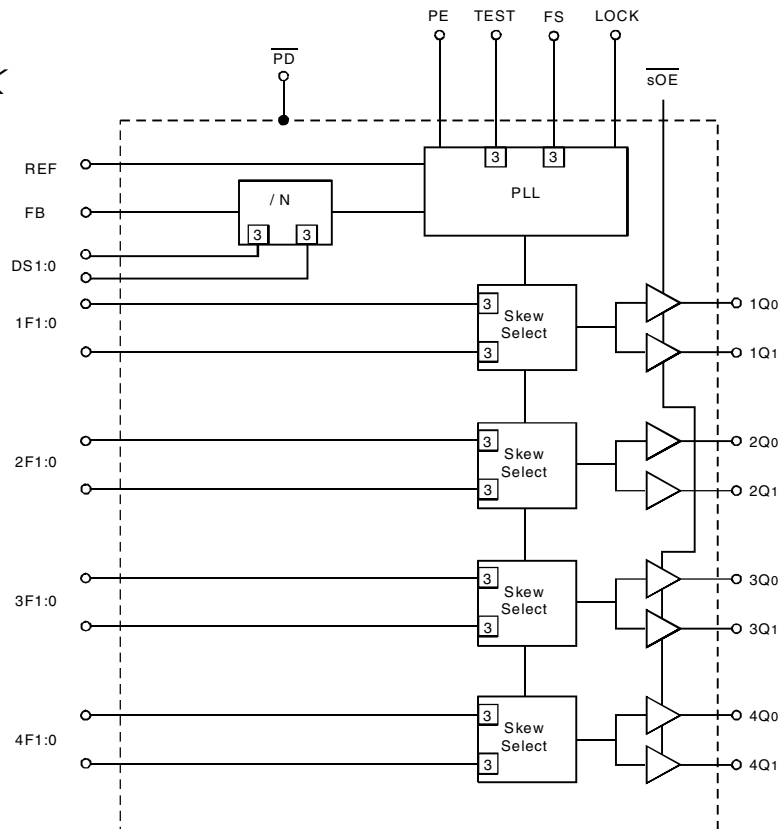 PE TEST FS LOCK
PD
sOE
K
REF
3 3
PLL
/ N
FB
3 3
DS1:0
1F1:0
3
Skew
Select
3
1Q0
1Q1
2F1:0
3
Skew
Select
3
2Q0
2Q1
3F1:0
3
Skew
Select
3
3Q0
3Q1
4F1:0
3
Skew
Select
3
4Q0
4Q1